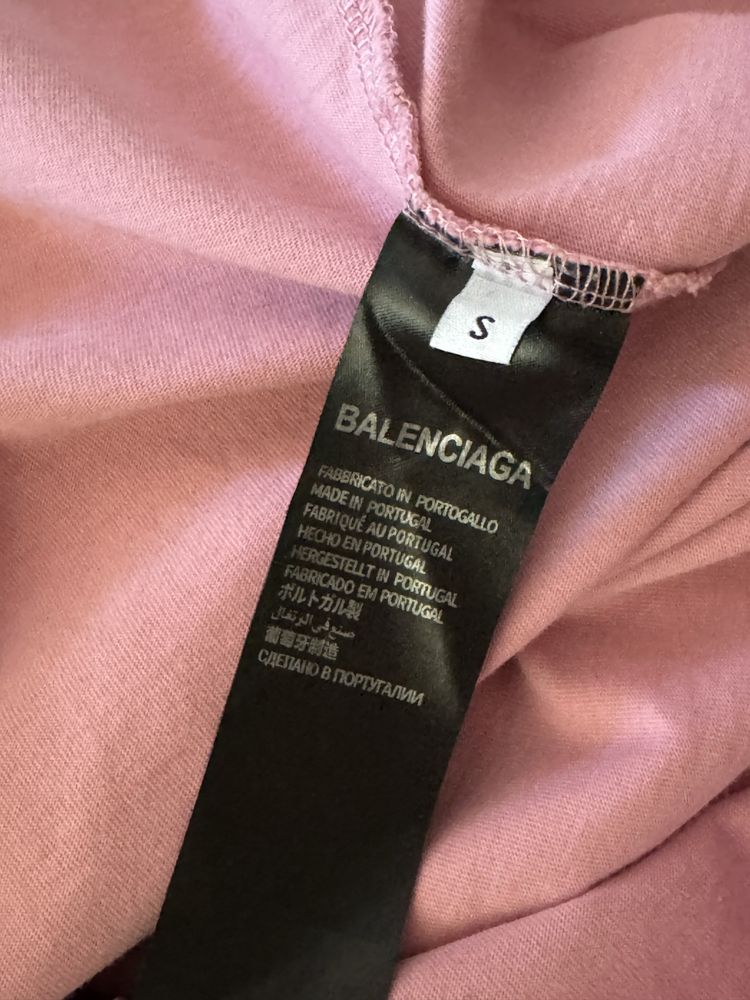 S
BALENCIAGA
FABBRICATO IN PORTOGALLO
MADE IN PORTUGAL
FABRIQUÉ AU PORTUGAL
HECHO EN PORTUGAL
HERGESTELLT IN PORTUGAL
FABRICADO EM PORTUGAL
ポルトガル製
صنع في البرتغال
葡萄牙制造
СДЕЛАНО В ПОРТУГАЛИИ